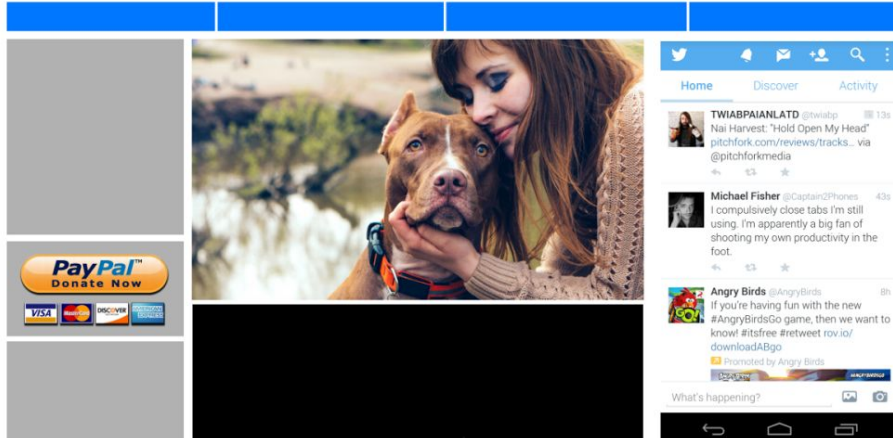 PayPal™
Donate Now
VISA
MasterCard
DISCOVER
AMERICAN
EXPRESS
Home
Discover
Activity
TWIABPAIANLATD @twiabp 13s
Nai Harvest: "Hold Open My Head"
pitchfork.com/reviews/tracks... via
@pitchforkmedia
Michael Fisher @Captain2Phones 43s
I compulsively close tabs I'm still
using. I'm apparently a big fan of
shooting my own productivity in the
foot.
Angry Birds @AngryBirds 8h
If you're having fun with the new
#AngryBirdsGo game, then we want to
know! #itsfree #retweet rov.io/
downloadABgo
Promoted by Angry Birds
What's happening?